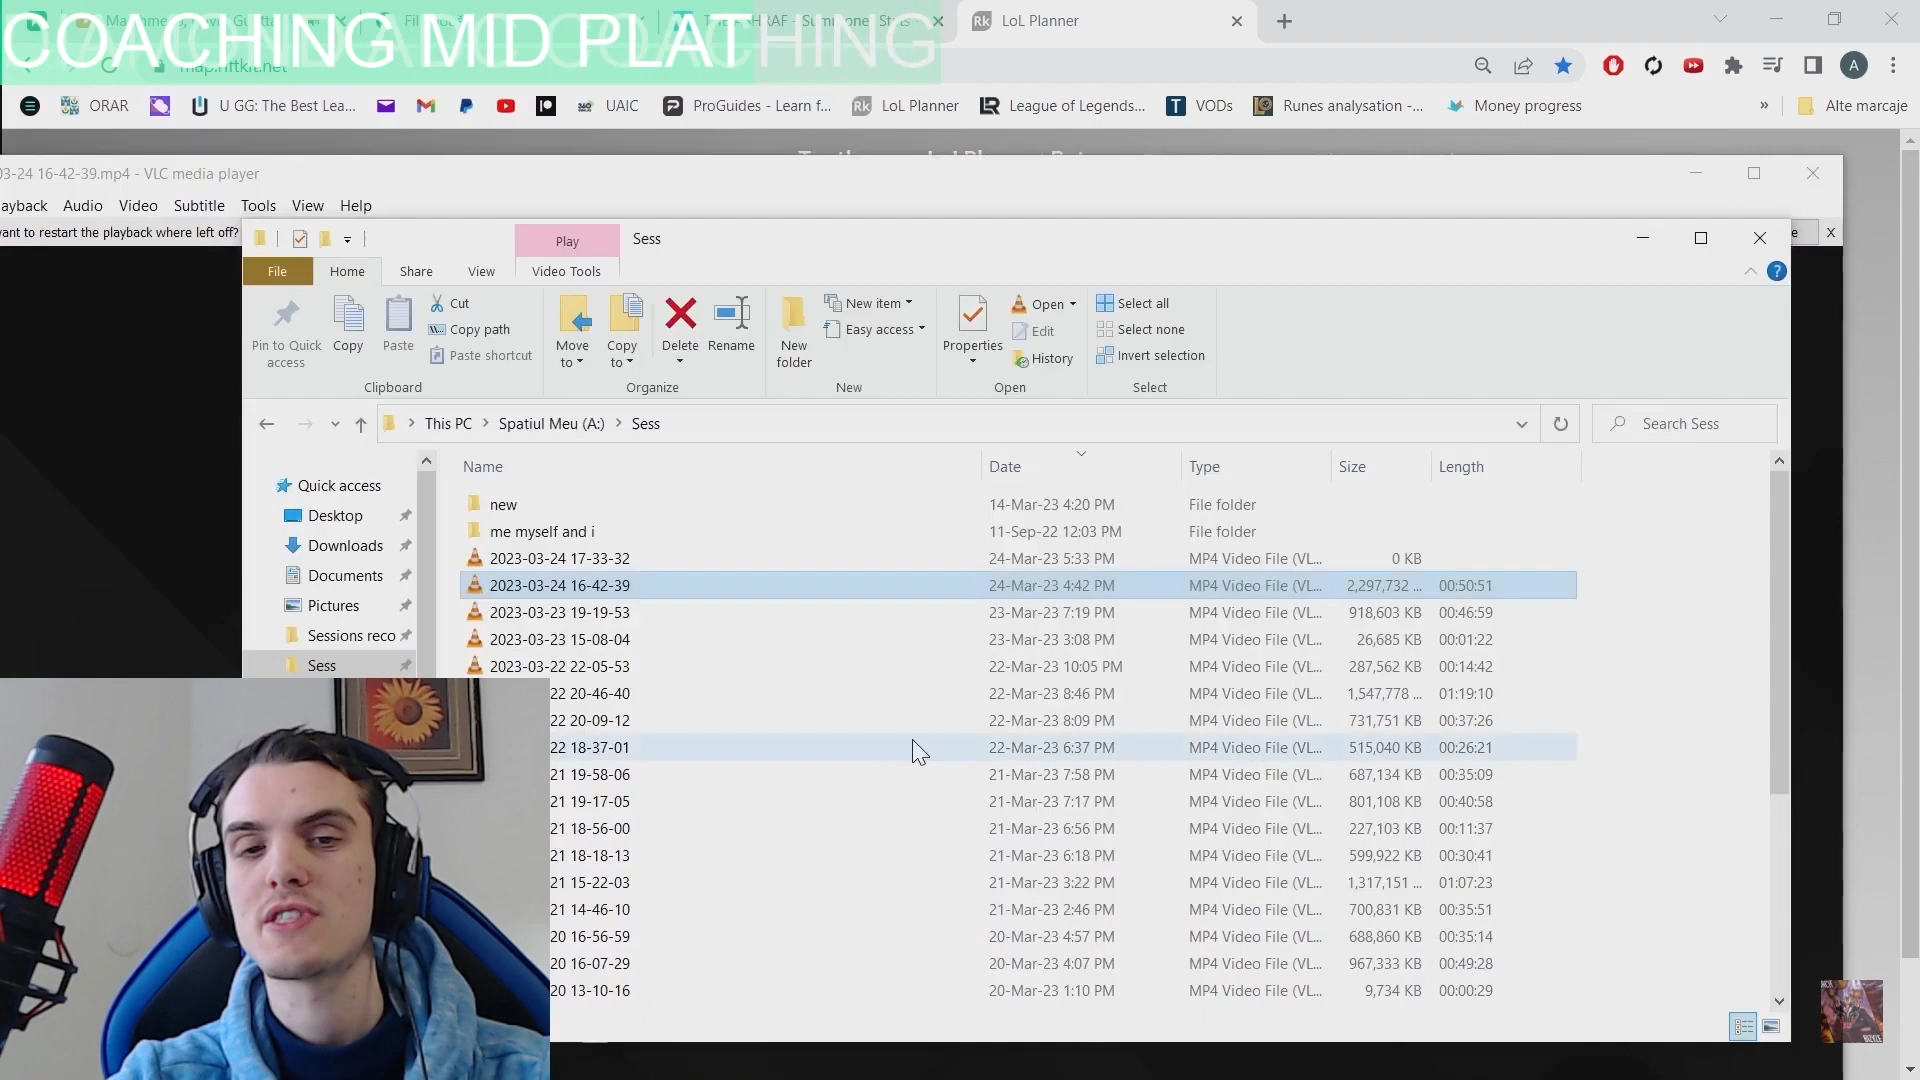 COACHING MID PLAT
HING
LoL Planner
map.riftkit.net
A
ORAR
U GG: The Best Lea...
UAIC
ProGuides - Learn f...
LoL Planner
League of Legends...
VODs
Runes analysation -...
Money progress
»
Alte marcaje
03-24 16-42-39.mp4 - VLC media player
ayback Audio Video Subtitle Tools View Help
ant to restart the playback where left off?
e X
Play
Sess
File Home Share View Video Tools
Pin to Quick access
Copy
Paste
Cut
Copy path
Paste shortcut
Clipboard
Move to
Copy to
Delete
Rename
Organize
New folder
New item
Easy access
New
Properties
Open
Edit
History
Open
Select all
Select none
Invert selection
Select
This PC > Spatiul Meu (A:) > Sess
Search Sess
Quick access
Desktop
Downloads
Documents
Pictures
Sessions reco
Sess
Name Date Type Size Length
new 14-Mar-23 4:20 PM File folder
me myself and i 11-Sep-22 12:03 PM File folder
2023-03-24 17-33-32 24-Mar-23 5:33 PM MP4 Video File (VL... 0 KB
2023-03-24 16-42-39 24-Mar-23 4:42 PM MP4 Video File (VL... 2,297,732 ... 00:50:51
2023-03-23 19-19-53 23-Mar-23 7:19 PM MP4 Video File (VL... 918,603 KB 00:46:59
2023-03-23 15-08-04 23-Mar-23 3:08 PM MP4 Video File (VL... 26,685 KB 00:01:22
2023-03-22 22-05-53 22-Mar-23 10:05 PM MP4 Video File (VL... 287,562 KB 00:14:42
22 20-46-40 22-Mar-23 8:46 PM MP4 Video File (VL... 1,547,778 ... 01:19:10
22 20-09-12 22-Mar-23 8:09 PM MP4 Video File (VL... 731,751 KB 00:37:26
22 18-37-01 22-Mar-23 6:37 PM MP4 Video File (VL... 515,040 KB 00:26:21
21 19-58-06 21-Mar-23 7:58 PM MP4 Video File (VL... 687,134 KB 00:35:09
21 19-17-05 21-Mar-23 7:17 PM MP4 Video File (VL... 801,108 KB 00:40:58
21 18-56-00 21-Mar-23 6:56 PM MP4 Video File (VL... 227,103 KB 00:11:37
21 18-18-13 21-Mar-23 6:18 PM MP4 Video File (VL... 599,922 KB 00:30:41
21 15-22-03 21-Mar-23 3:22 PM MP4 Video File (VL... 1,317,151 ... 01:07:23
21 14-46-10 21-Mar-23 2:46 PM MP4 Video File (VL... 700,831 KB 00:35:51
20 16-56-59 20-Mar-23 4:57 PM MP4 Video File (VL... 688,860 KB 00:35:14
20 16-07-29 20-Mar-23 4:07 PM MP4 Video File (VL... 967,333 KB 00:49:28
20 13-10-16 20-Mar-23 1:10 PM MP4 Video File (VL... 9,734 KB 00:00:29